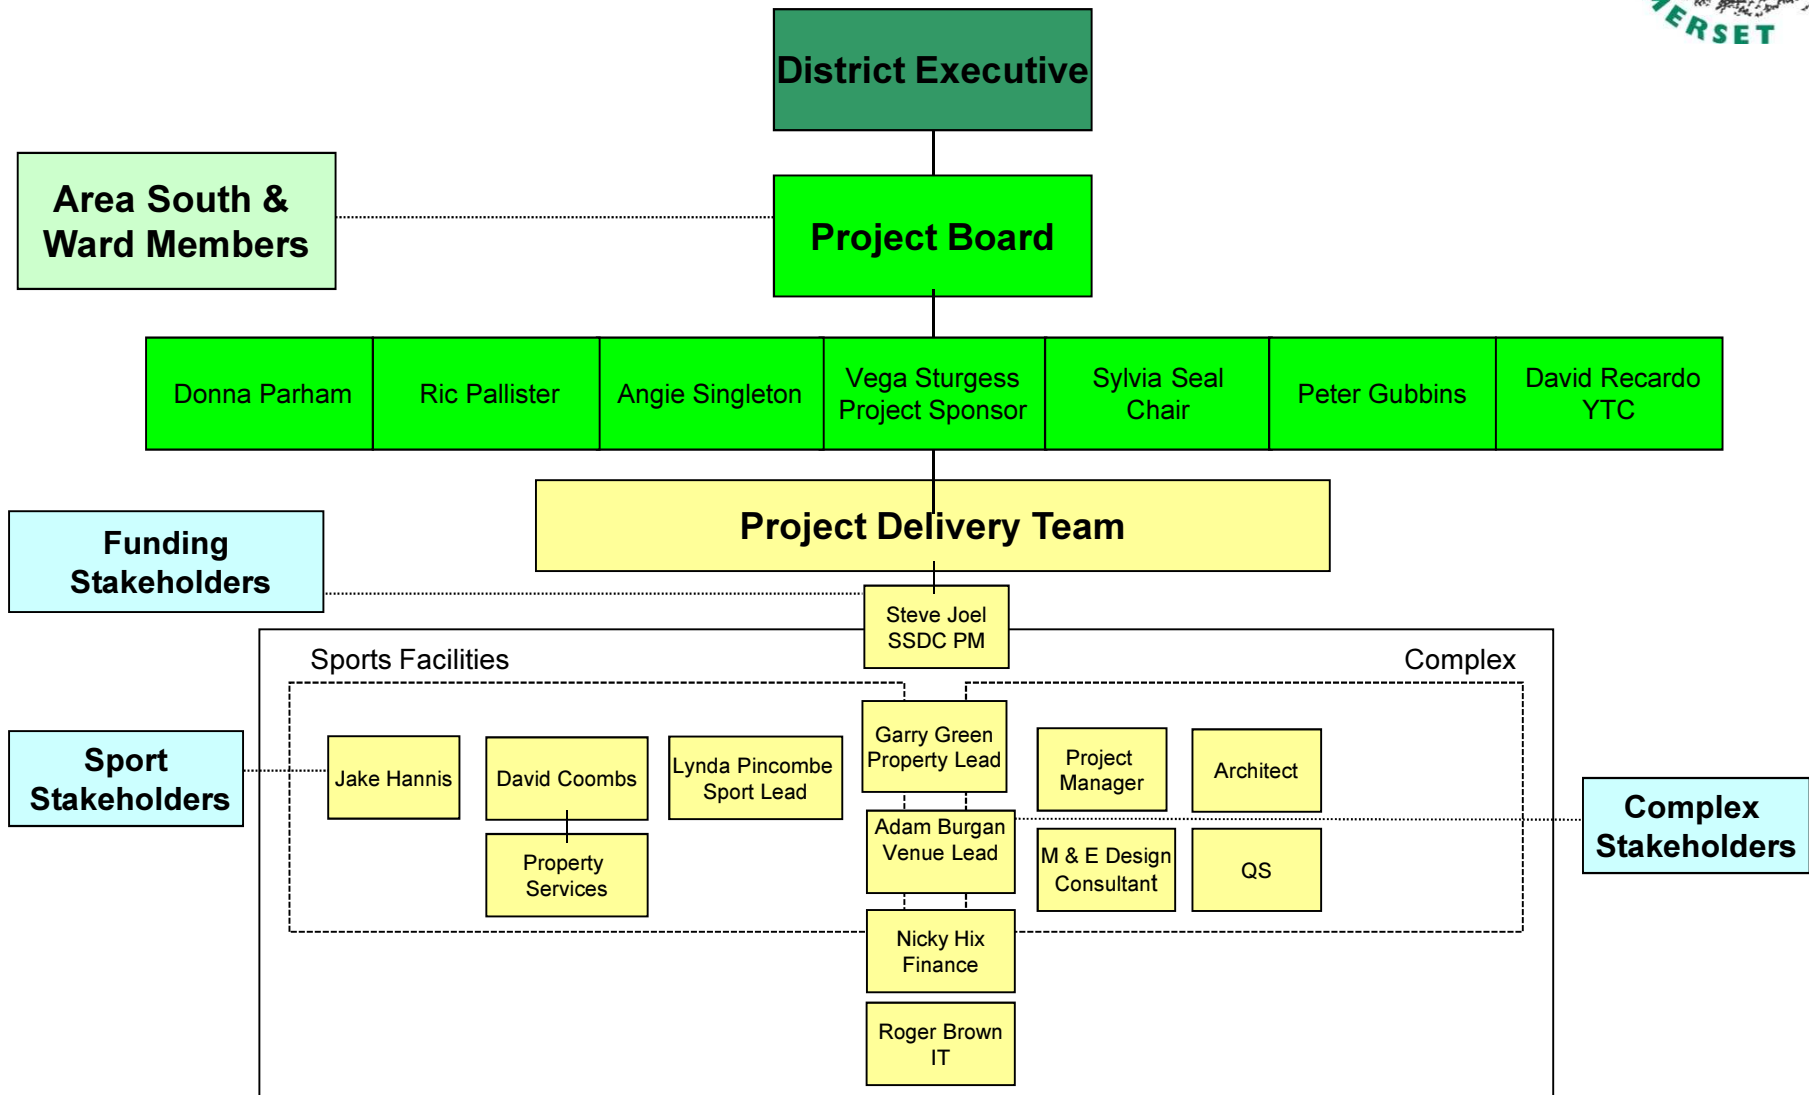 MERSET
District Executive
Area South &
Ward Members
Project Board
Donna Parham
Ric Pallister
Angie Singleton
Vega Sturgess
Project Sponsor
Sylvia Seal
Chair
Peter Gubbins
David Recardo
YTC
Project Delivery Team
Funding
Stakeholders
Steve Joel
SSDC PM
Sports Facilities
Complex
Sport
Stakeholders
Jake Hannis
David Coombs
Property
Services
Lynda Pincombe
Sport Lead
Garry Green
Property Lead
Adam Burgan
Venue Lead
Nicky Hix
Finance
Roger Brown
IT
Project
Manager
Architect
M & E Design
Consultant
QS
Complex
Stakeholders